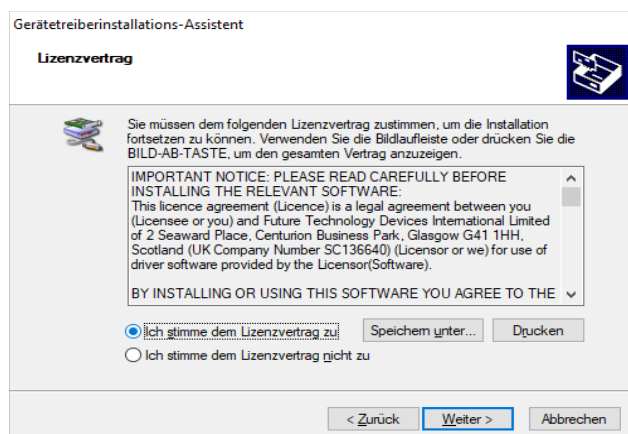 Gerätetreiberinstallations-Assistent
Lizenzvertrag
Sie müssen dem folgenden Lizenzvertrag zustimmen, um die Installation
fortsetzen zu können. Verwenden Sie die Bildlaufleiste oder drücken Sie die
BILD-AB-TASTE, um den gesamten Vertrag anzuzeigen.
IMPORTANT NOTICE: PLEASE READ CAREFULLY BEFORE
INSTALLING THE RELEVANT SOFTWARE:
This licence agreement (Licence) is a legal agreement between you
(Licensee or you) and Future Technology Devices International Limited
of 2 Seaward Place, Centurion Business Park, Glasgow G41 1HH,
Scotland (UK Company Number SC136640) (Licensor or we) for use of
driver software provided by the Licensor(Software).
BY INSTALLING OR USING THIS SOFTWARE YOU AGREE TO THE
Ich stimme dem Lizenzvertrag zu
Speichern unter...
Drucken
Ich stimme dem Lizenzvertrag nicht zu
< Zurück
Weiter >
Abbrechen